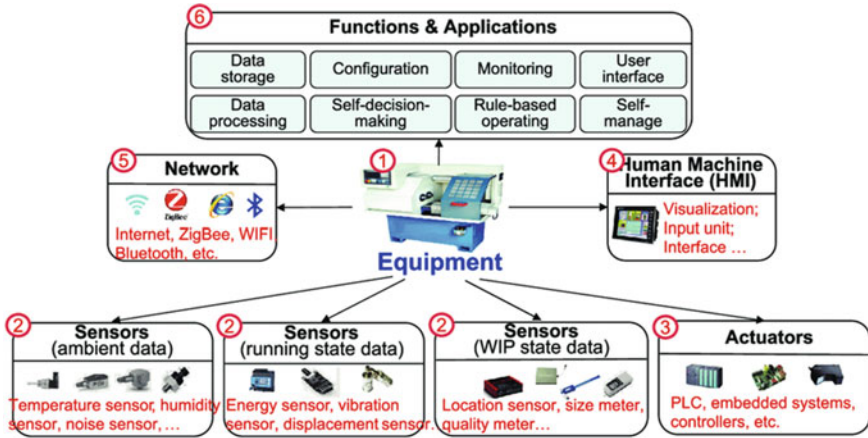 6
Functions & Applications
Data storage
Configuration
Monitoring
User interface
Data processing
Self-decision-making
Rule-based operating
Self-manage
5
Network
ZigBee
Internet, ZigBee, WIFI,
Bluetooth, etc.
1
Equipment
4
Human Machine
Interface (HMI)
Visualization;
Input unit;
Interface ...
2
Sensors
(ambient data)
Temperature sensor, humidity
sensor, noise sensor, ...
2
Sensors
(running state data)
Energy sensor, vibration
sensor, displacement sensor.
2
Sensors
(WIP state data)
Location sensor, size meter,
quality meter...
3
Actuators
PLC, embedded systems,
controllers, etc.